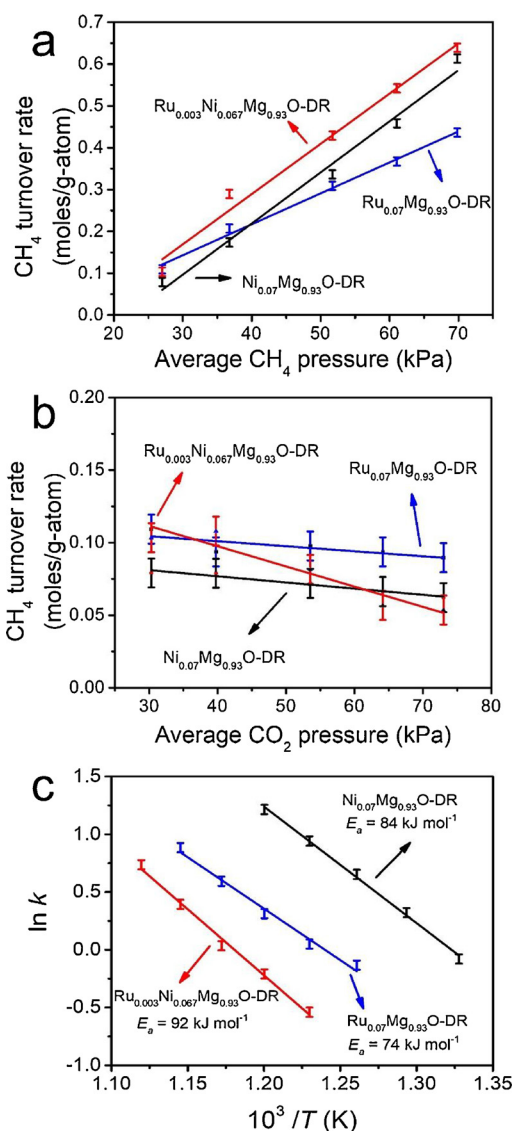 a
CH₄ turnover rate
(moles/g-atom)
0.7
0.6
0.5
0.4
0.3
0.2
0.1
0.0
Ru₀.₀₀₃Ni₀.₀₆₇Mg₀.₉₃O-DR
Ru₀.₀₇Mg₀.₉₃O-DR
Ni₀.₀₇Mg₀.₉₃O-DR
20 30 40 50 60 70 80
Average CH₄ pressure (kPa)
b
CH₄ turnover rate
(moles/g-atom)
0.20
0.15
0.10
0.05
0.00
Ru₀.₀₀₃Ni₀.₀₆₇Mg₀.₉₃O-DR
Ru₀.₀₇Mg₀.₉₃O-DR
Ni₀.₀₇Mg₀.₉₃O-DR
30 40 50 60 70 80
Average CO₂ pressure (kPa)
c
ln k
1.5
1.0
0.5
0.0
-0.5
-1.0
Ni₀.₀₇Mg₀.₉₃O-DR
Eₐ = 84 kJ mol⁻¹
Ru₀.₀₀₃Ni₀.₀₆₇Mg₀.₉₃O-DR
Eₐ = 92 kJ mol⁻¹
Ru₀.₀₇Mg₀.₉₃O-DR
Eₐ = 74 kJ mol⁻¹
1.10 1.15 1.20 1.25 1.30 1.35
10³ /T (K)